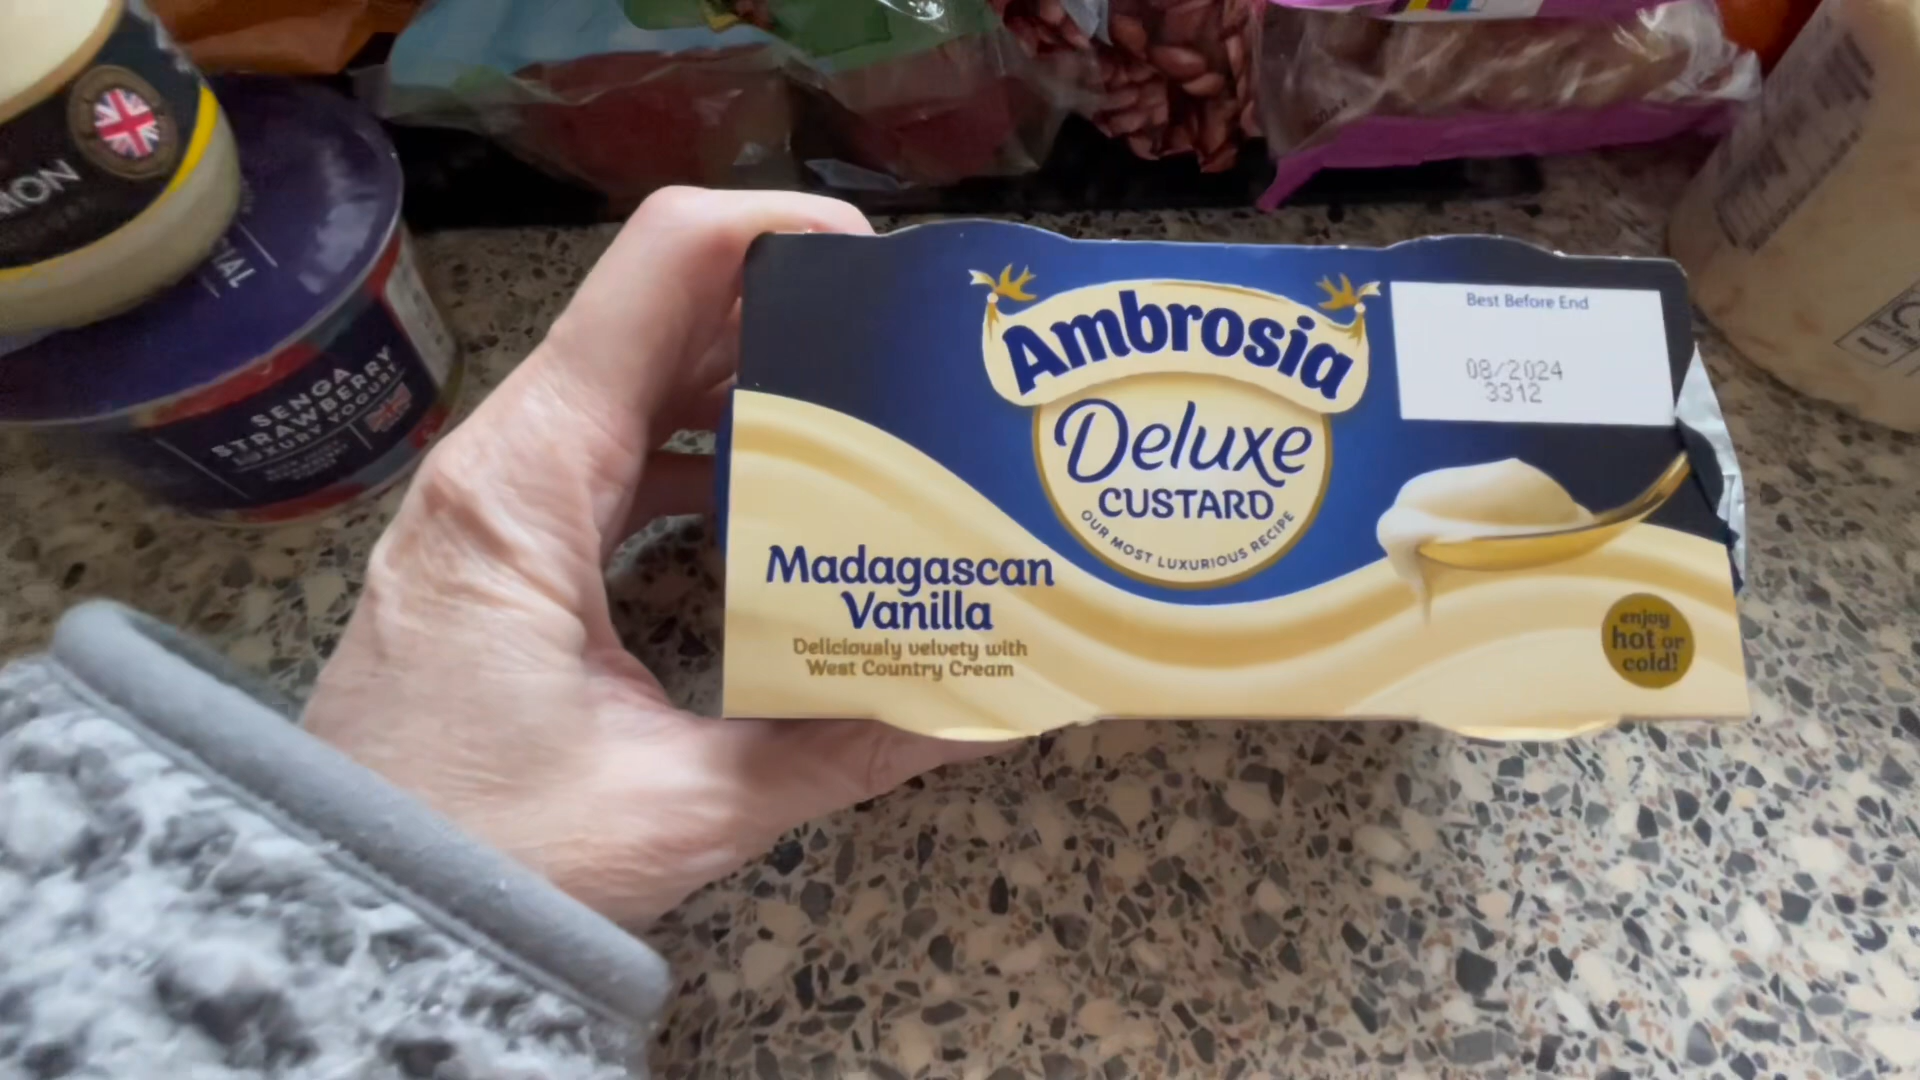 Ambrosia
Deluxe
CUSTARD
OUR MOST LUXURIOUS RECIPE
Madagascan
Vanilla
Deliciously velvety with
West Country Cream
Best Before End
08/2024
3312
enjoy
hot or
cold!
SENGA
STRAWBERRY
LUXURY YOGURT